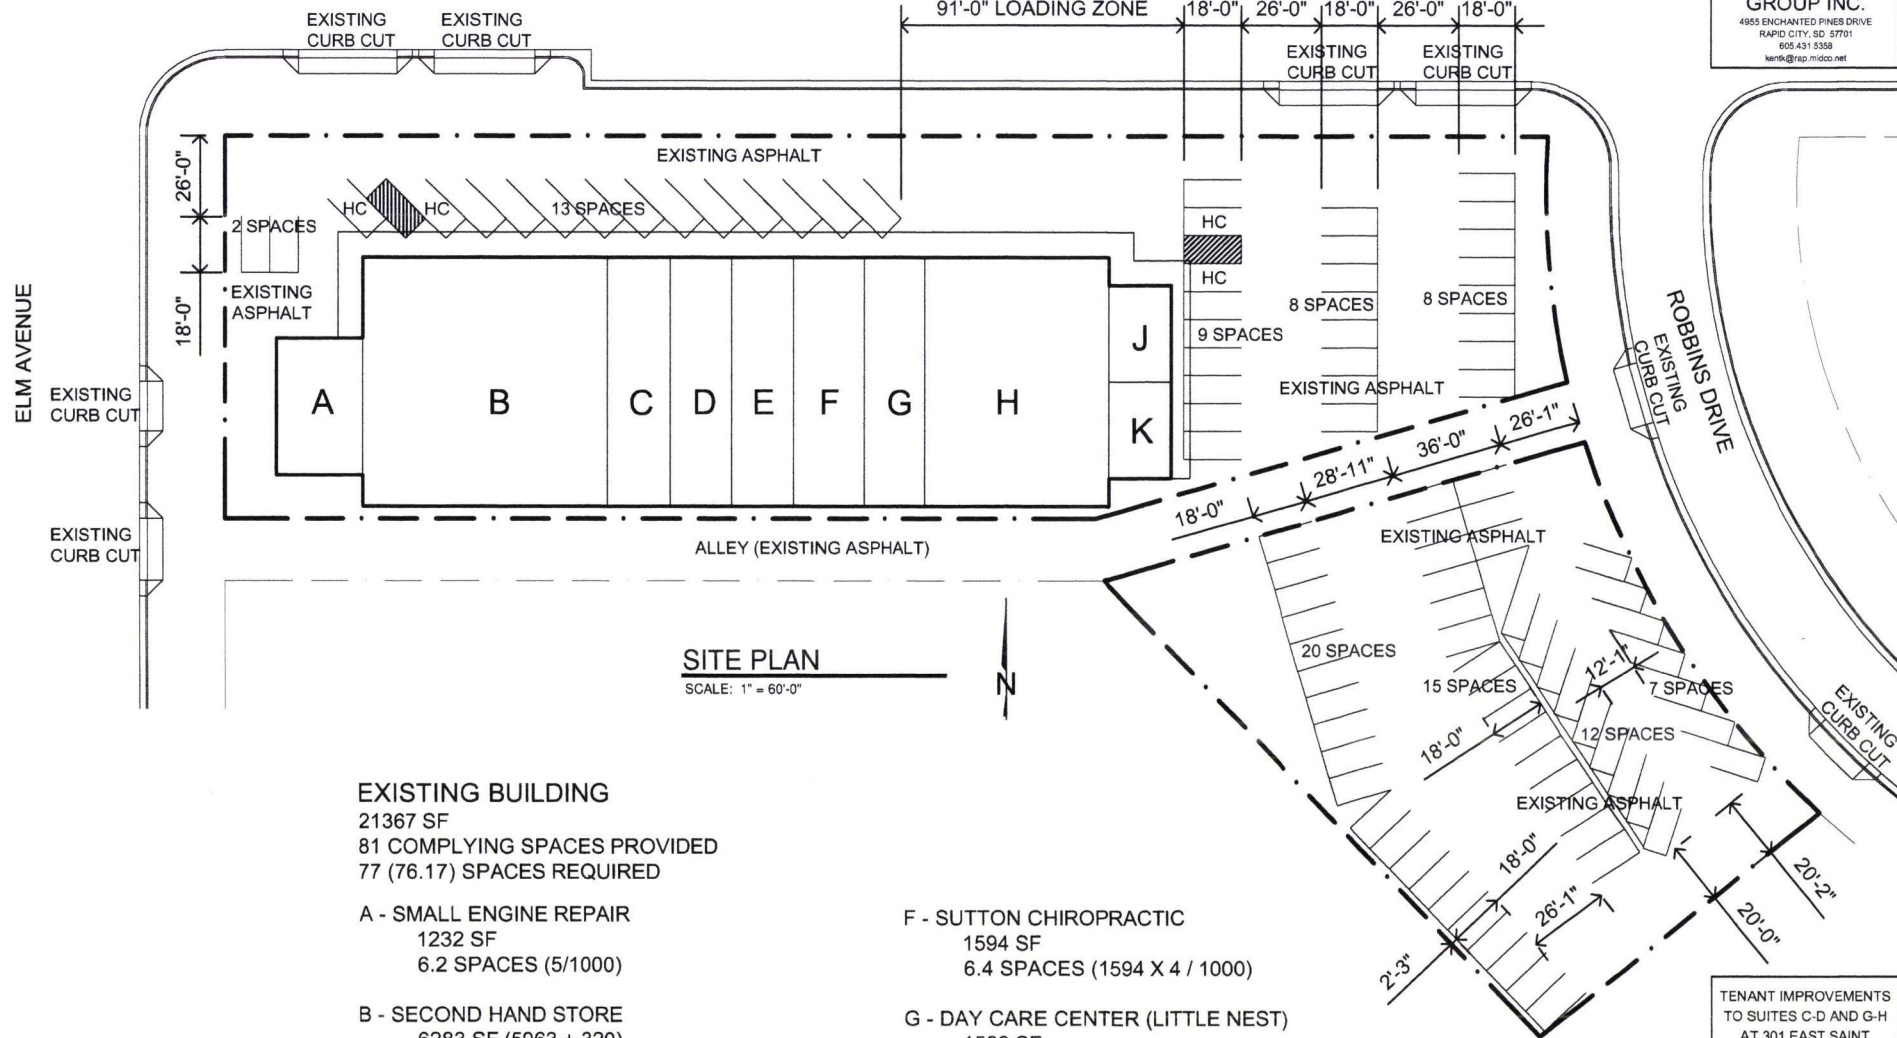 GROUP INC.
4955 ENCHANTED PINES DRIVE
RAPID CITY, SD 57701
605.431.5358
kentk@rap.midco.net
91'-0" LOADING ZONE
18'-0"
26'-0"
18'-0"
26'-0"
18'-0"
EXISTING
CURB CUT
EXISTING
CURB CUT
EXISTING
CURB CUT
EXISTING
CURB CUT
EXISTING ASPHALT
26'-0"
18'-0"
2 SPACES
HC
HC
13 SPACES
EXISTING
ASPHALT
HC
HC
9 SPACES
8 SPACES
8 SPACES
EXISTING ASPHALT
ELM AVENUE
EXISTING
CURB CUT
EXISTING
CURB CUT
A
B
C
D
E
F
G
H
J
K
ROBBINS DRIVE
EXISTING
CURB CUT
18'-0"
28'-11"
36'-0"
26'-1"
ALLEY (EXISTING ASPHALT)
EXISTING ASPHALT
20 SPACES
15 SPACES
12'-1"
7 SPACES
12 SPACES
18'-0"
EXISTING
CURB CUT
EXISTING ASPHALT
18'-0"
26'-1"
2'-3"
20'-2"
20'-0"
SITE PLAN
SCALE: 1" = 60'-0"
N
EXISTING BUILDING
21367 SF
81 COMPLYING SPACES PROVIDED
77 (76.17) SPACES REQUIRED
A - SMALL ENGINE REPAIR
1232 SF
6.2 SPACES (5/1000)
B - SECOND HAND STORE
6283 SF (5963 + 320)
F - SUTTON CHIROPRACTIC
1594 SF
6.4 SPACES (1594 X 4 / 1000)
G - DAY CARE CENTER (LITTLE NEST)
TENANT IMPROVEMENTS
TO SUITES C-D AND G-H
AT 301 EAST SAINT